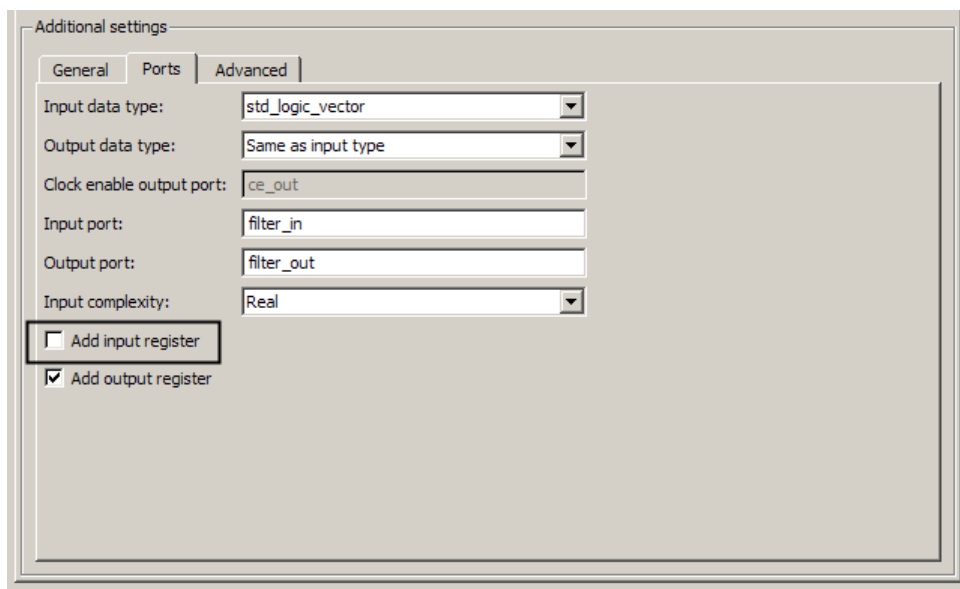 Additional settings
General Ports Advanced
Input data type: std_logic_vector
Output data type: Same as input type
Clock enable output port: ce_out
Input port: filter_in
Output port: filter_out
Input complexity: Real
Add input register
Add output register